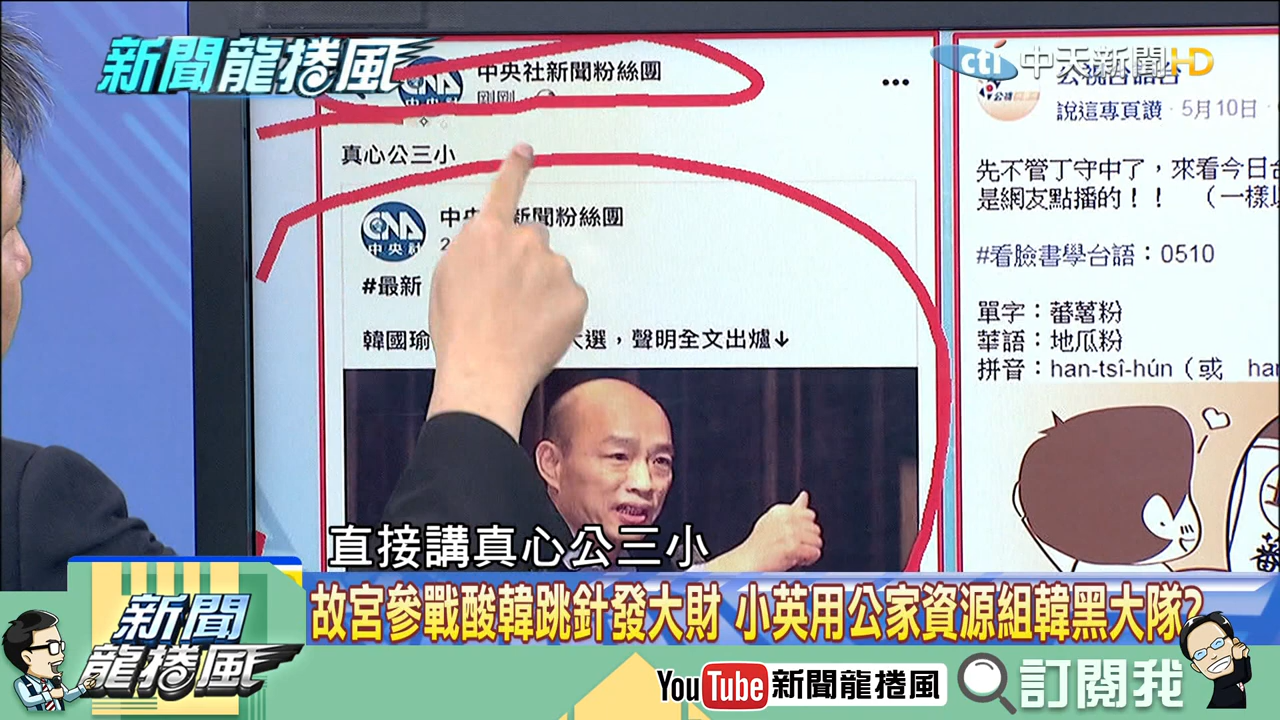 新聞龍捲風
cti 中天新聞HD
中央社新聞粉絲團
剛剛
真心公三小
CNA
中央社
中央 新聞粉絲團
2
#最新
韓國瑜 大選，聲明全文出爐↓
公視台語台
說這專頁讚 · 5月10日
先不管丁守中了，來看今日台
是網友點播的！！ （一樣以
#看臉書學台語：0510
單字：蕃薯粉
華語：地瓜粉
拼音：han-tsî-hún（或 han
直接講真心公三小
故宮參戰酸韓跳針發大財 小英用公家資源組韓黑大隊?
新聞龍捲風
YouTube 新聞龍捲風
訂閱我